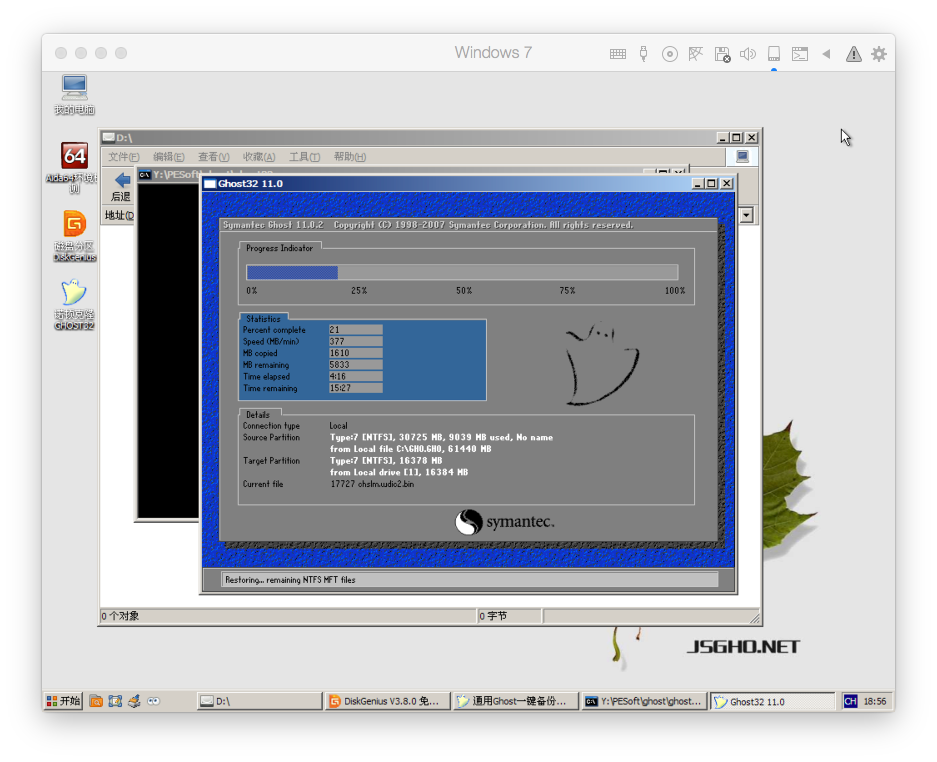 Windows 7
我的电脑
D:\
文件(F) 编辑(E) 查看(V) 收藏(A) 工具(T) 帮助(H)
64
后退
地址(D
Y:\PESoft\
Ghost32 11.0
磁盘分区
DiskGenius
GHOST32
Symantec Ghost 11.0.2 Copyright (C) 1998-2007 Symantec Corporation. All rights reserved.
Progress Indicator
0% 25% 50% 75% 100%
Statistics
Percent complete 21
Speed (MB/min) 377
MB copied 1610
MB remaining 5833
Time elapsed 4:16
Time remaining 15:27
Details
Connection type Local
Source Partition Type:7 [NTFS], 30725 MB, 9039 MB used, No name
from Local file C:\GHO.GHO, 61440 MB
Target Partition Type:7 [NTFS], 16378 MB
from Local drive [1], 16384 MB
Current file 17727 chslm.wdic2.bin
symantec.
Restoring... remaining NTFS MFT files
0 个对象 0 字节
JSGHO.NET
开始 D:\ DiskGenius V3.8.0 免... 通用Ghost一键备份... Y:\PESoft\ghost\ghost... Ghost32 11.0 CH 18:56